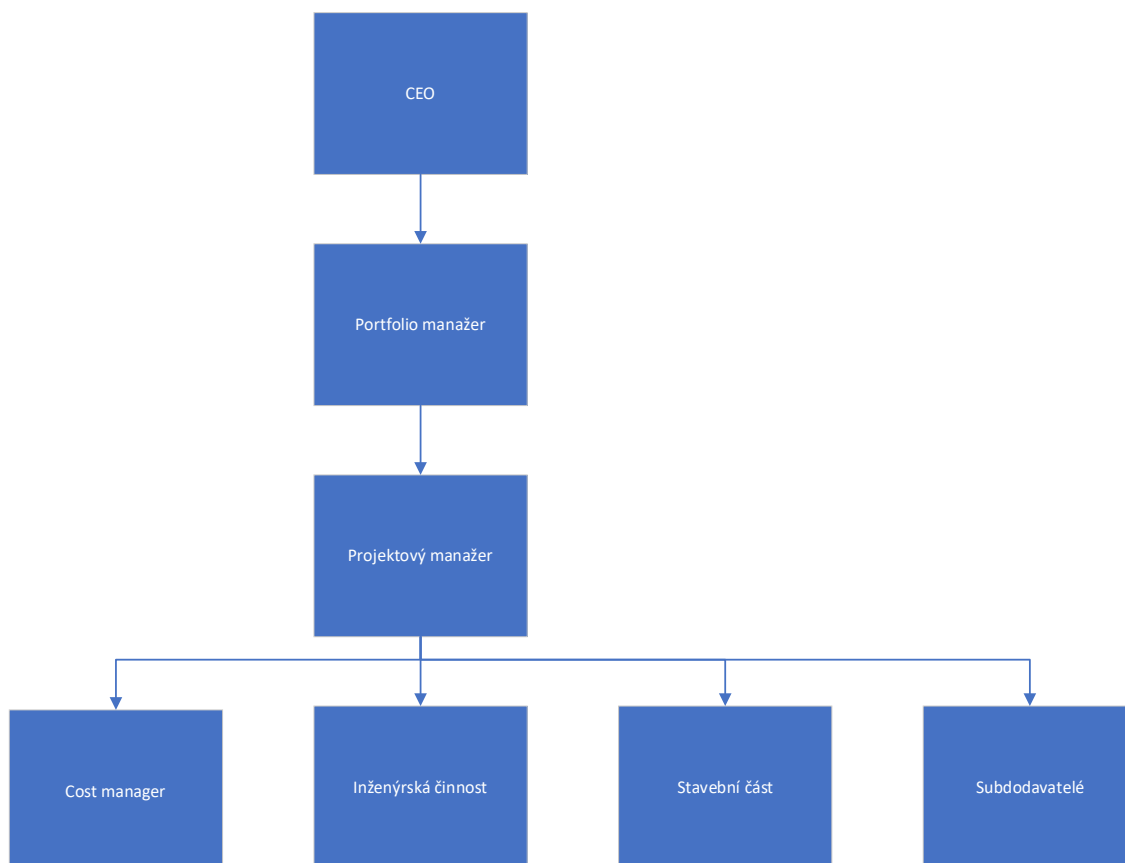 CEO
Portfolio manažer
Projektový manažer
Cost manager
Inženýrská činnost
Stavební část
Subdodavatelé